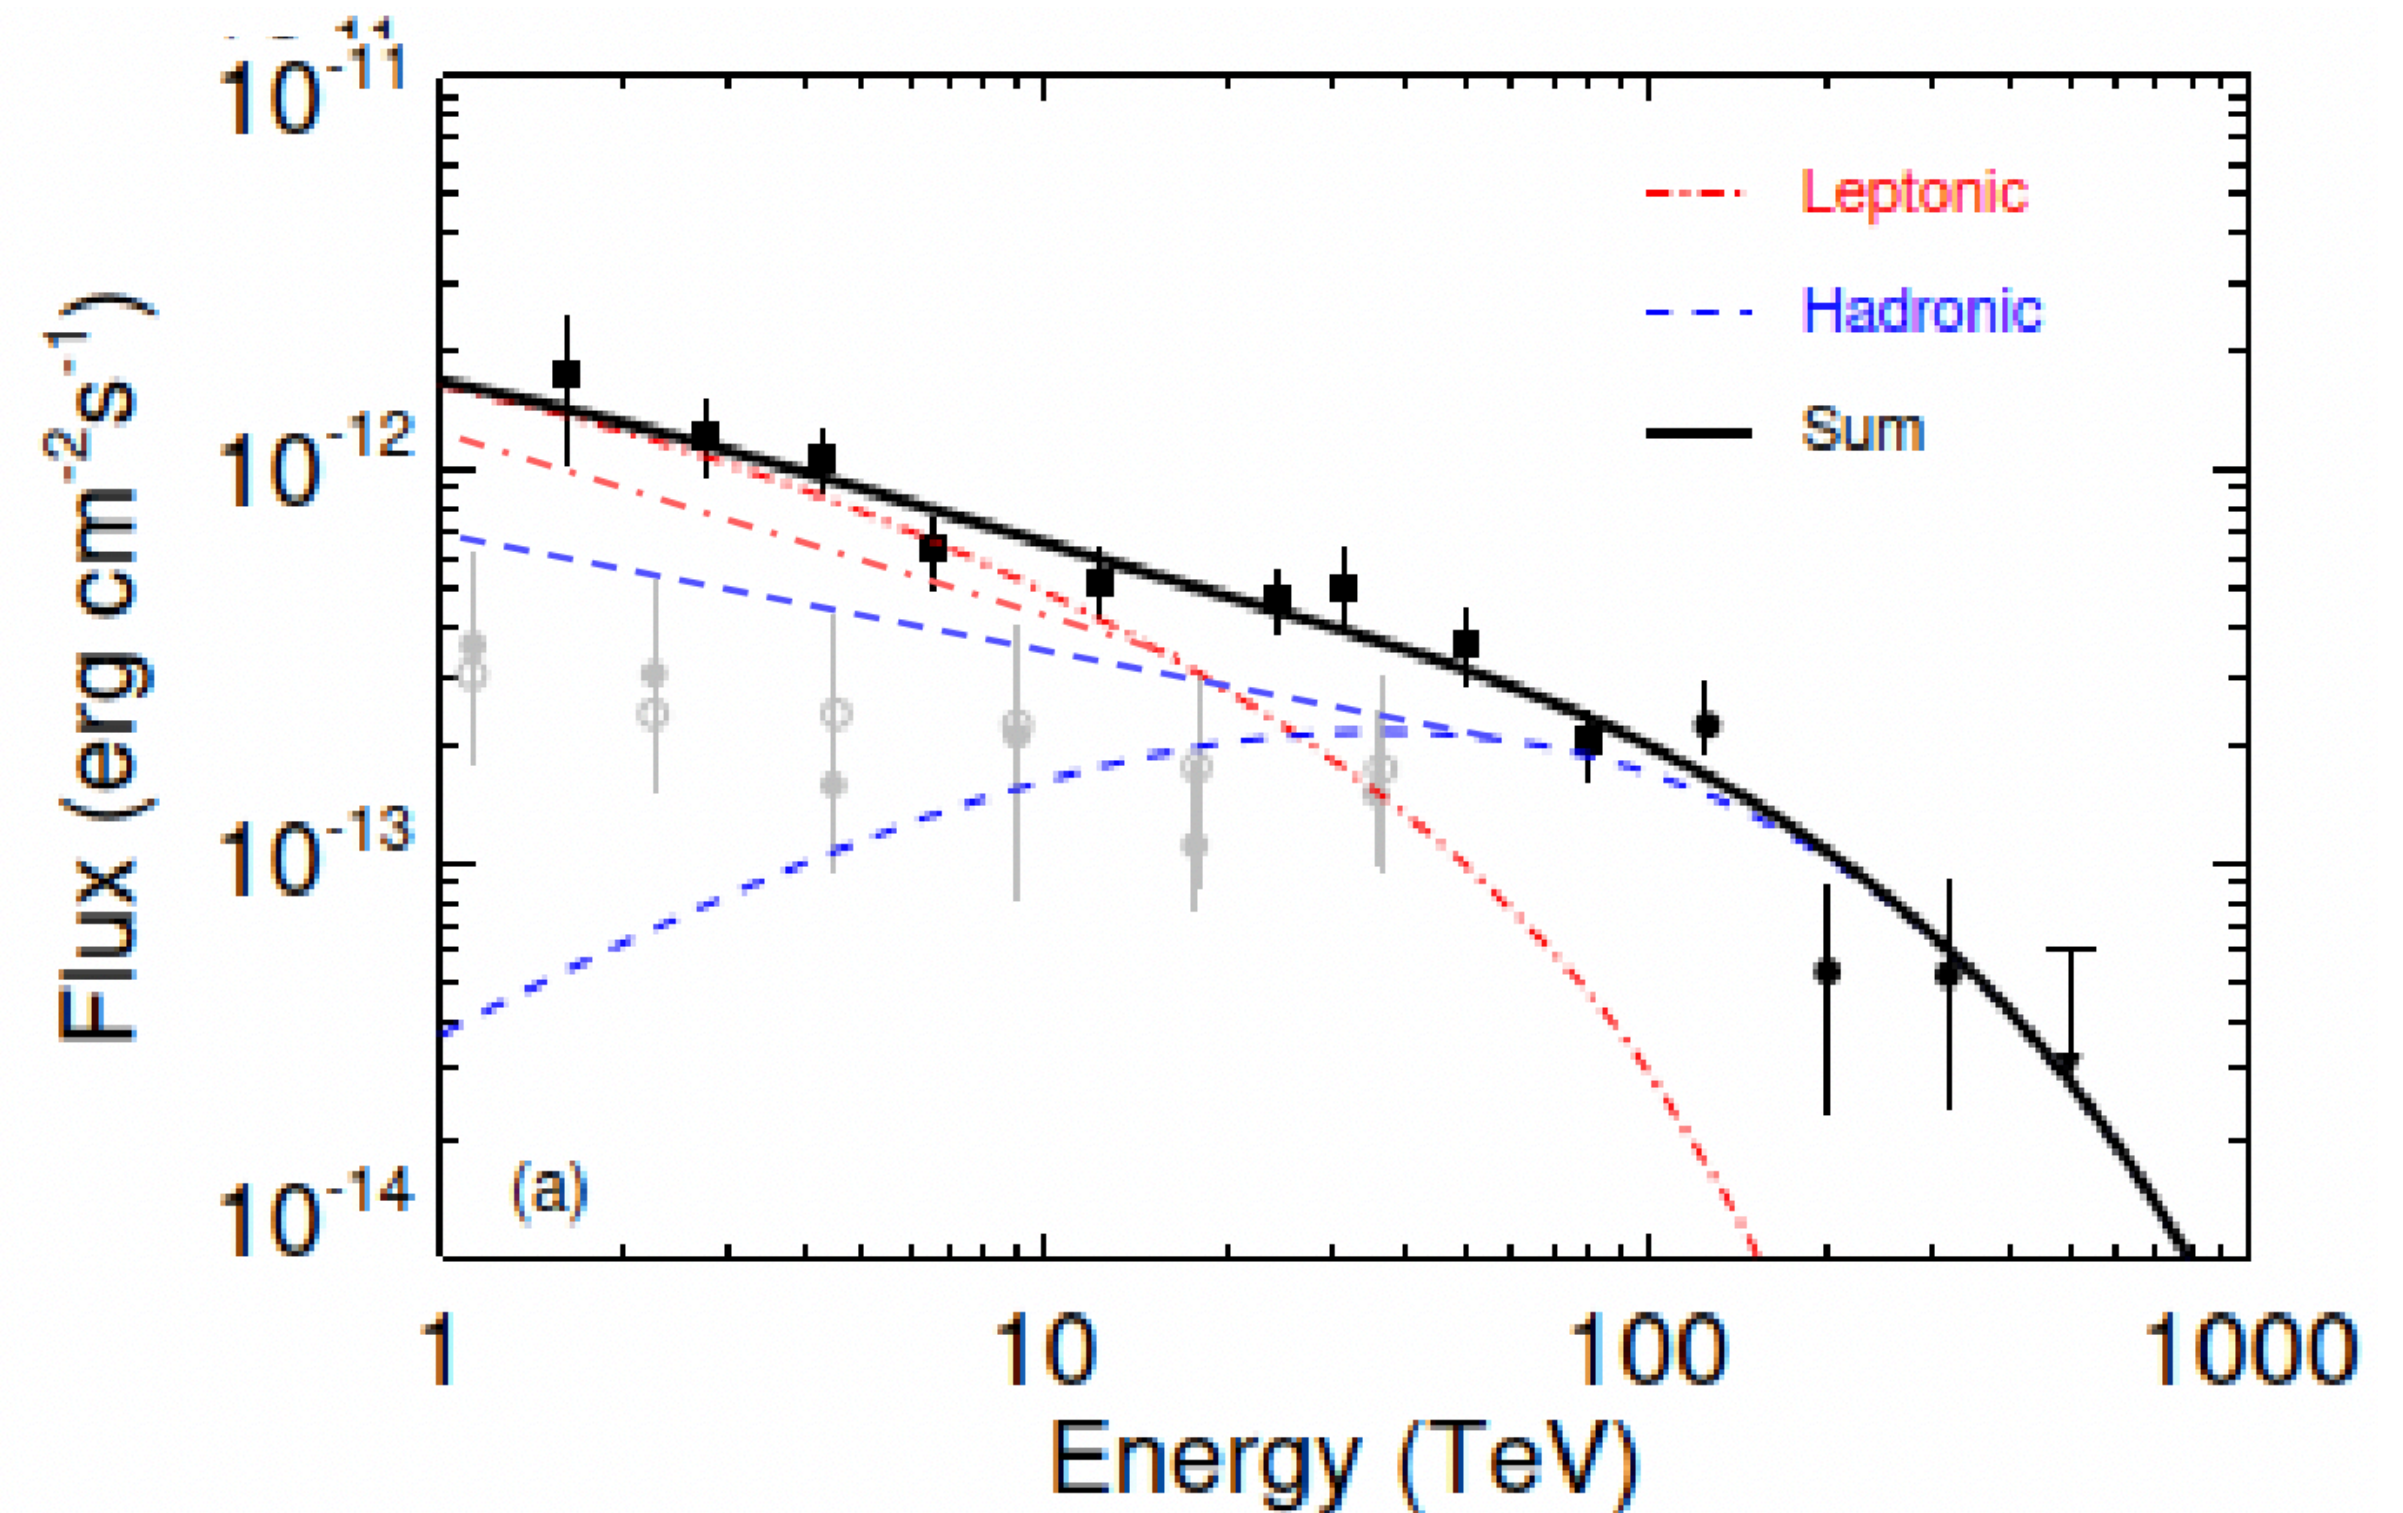 10^-11
Leptonic
Hadronic
Sum
10^-12
10^-13
10^-14
Flux (erg cm^-2 s^-1)
(a)
1 10 100 1000
Energy (TeV)